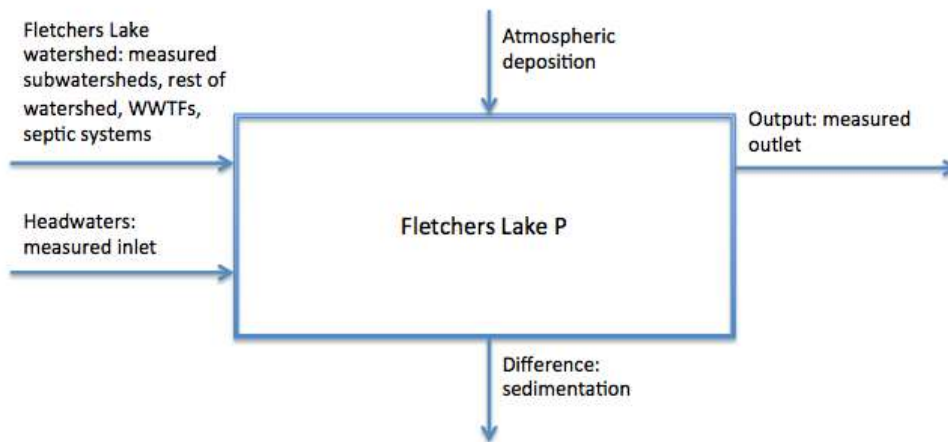 Fletchers Lake
watershed: measured
subwatersheds, rest of
watershed, WWTFs,
septic systems
Atmospheric
deposition
Output: measured
outlet
Headwaters:
measured inlet
Fletchers Lake P
Difference:
sedimentation